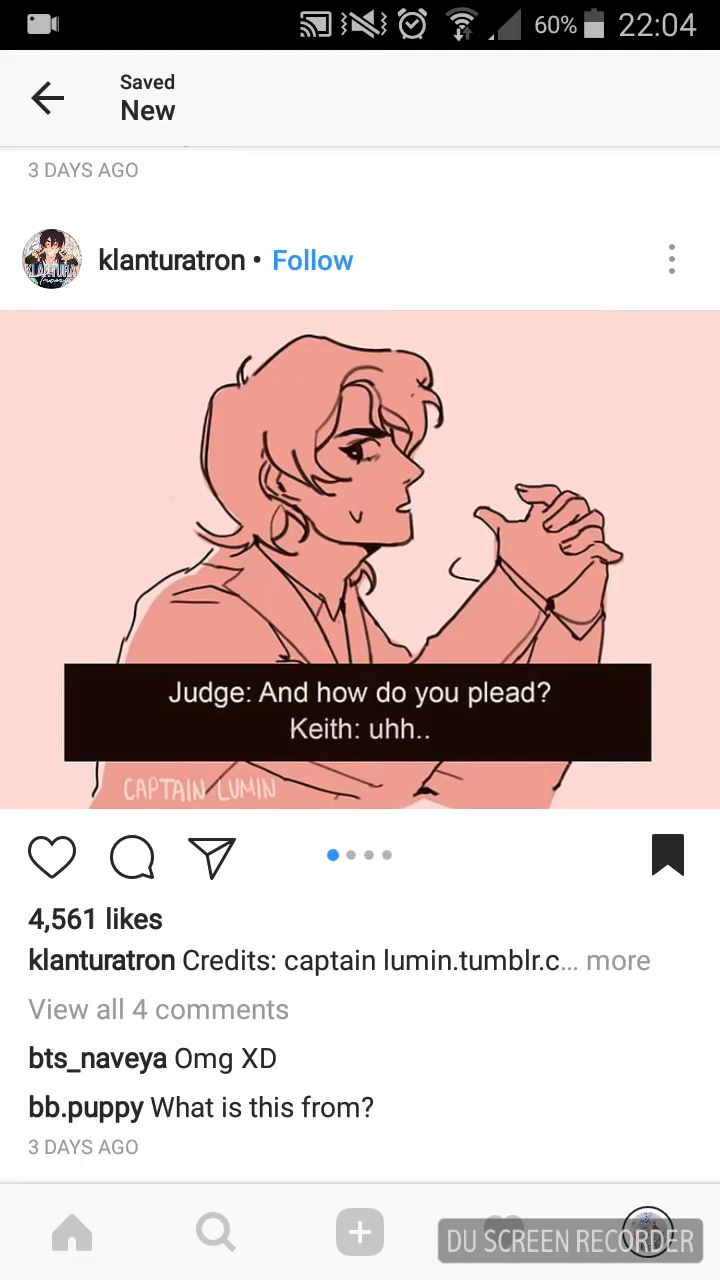 60% 22:04
Saved
New
3 DAYS AGO
klanturatron • Follow
Judge: And how do you plead?
Keith: uhh..
CAPTAIN LUMIN
4,561 likes
klanturatron Credits: captain lumin.tumblr.c... more
View all 4 comments
bts_naveya Omg XD
bb.puppy What is this from?
3 DAYS AGO
DU SCREEN RECORDER